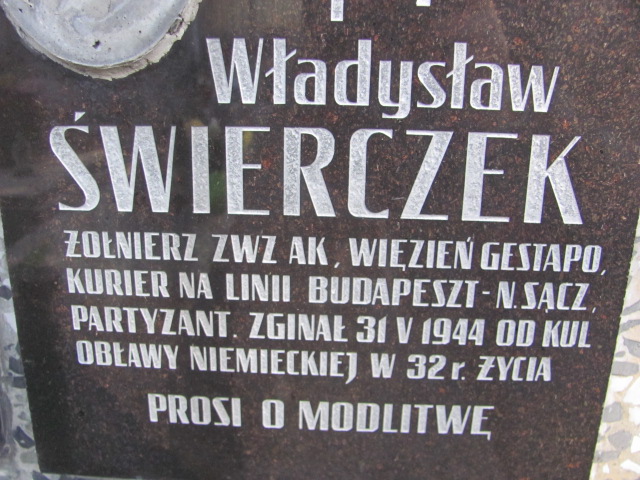 Władysław
ŚWIERCZEK
ŻOŁNIERZ ZWZ AK, WIĘZIEŃ GESTAPO,
KURIER NA LINII BUDAPESZT-N.SĄCZ,
PARTYZANT. ZGINĄŁ 31 V 1944 OD KUL
OBŁAWY NIEMIECKIEJ W 32 r. ŻYCIA
PROSI O MODLITWĘ